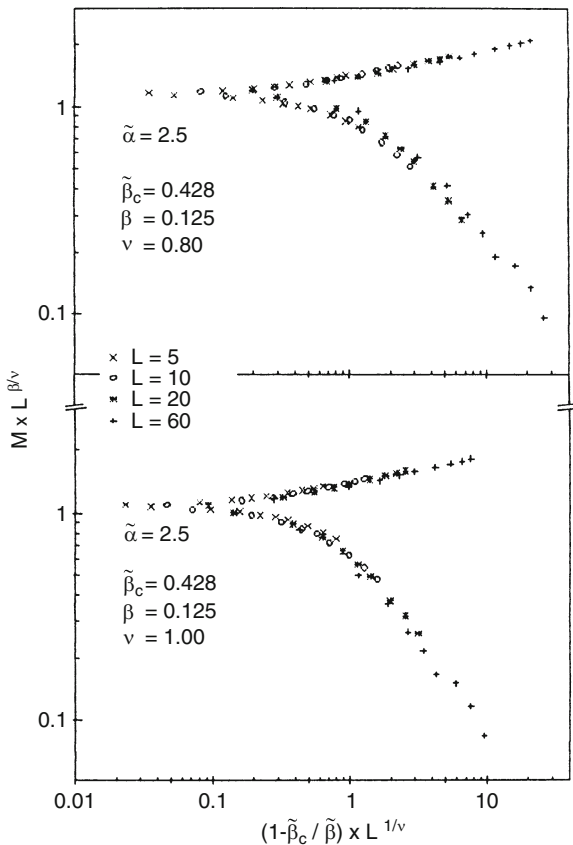 1
α̃ = 2.5
β̃c = 0.428
β = 0.125
ν = 0.80
0.1
× L = 5
o L = 10
* L = 20
+ L = 60
M x L^β/ν
1
α̃ = 2.5
β̃c = 0.428
β = 0.125
ν = 1.00
0.1
0.01 0.1 1 10
(1-β̃c / β̃) x L^1/ν